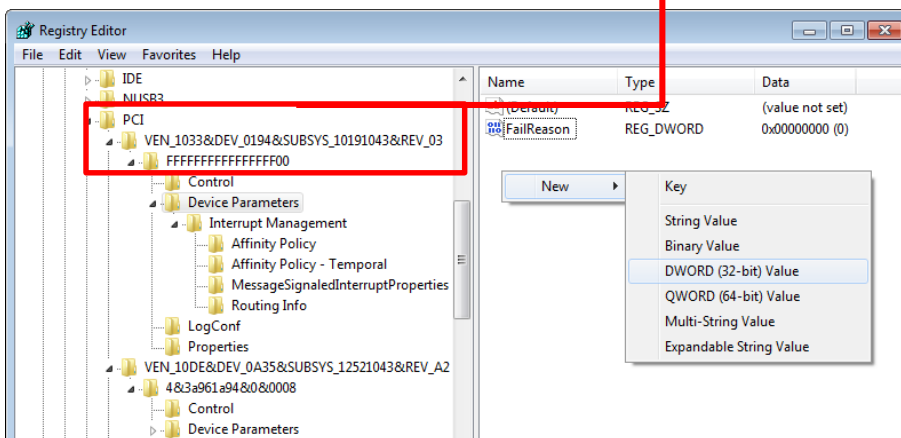 Registry Editor
File Edit View Favorites Help
IDE
NUSB3
PCI
VEN_1033&DEV_0194&SUBSYS_10191043&REV_03
FFFFFFFFFFFFFFFF00
Control
Device Parameters
Interrupt Management
Affinity Policy
Affinity Policy - Temporal
MessageSignaledInterruptProperties
Routing Info
LogConf
Properties
VEN_10DE&DEV_0A35&SUBSYS_12521043&REV_A2
4&3a961a94&0&0008
Control
Device Parameters
Name Type Data
(Default) REG_SZ (value not set)
FailReason REG_DWORD 0x00000000 (0)
New
Key
String Value
Binary Value
DWORD (32-bit) Value
QWORD (64-bit) Value
Multi-String Value
Expandable String Value